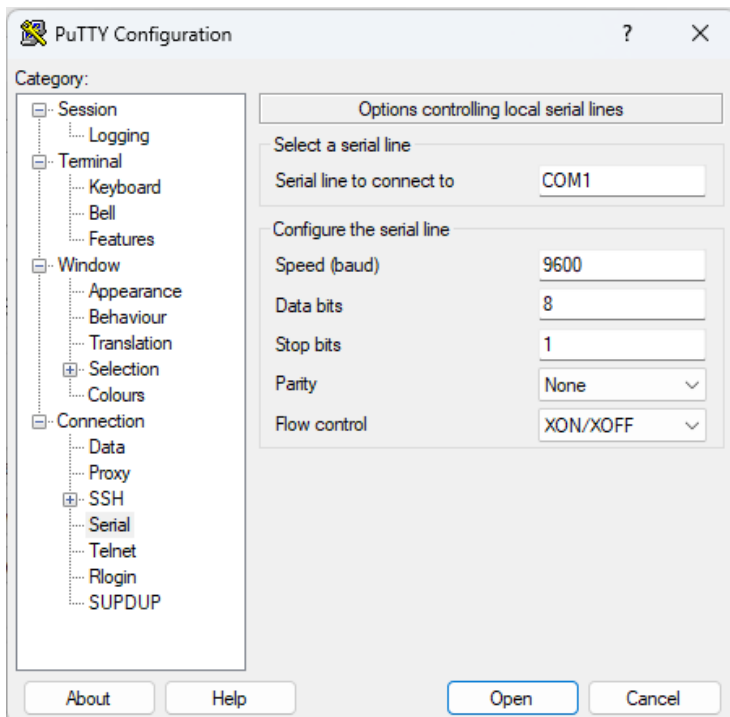 PuTTY Configuration
?
Category:
Session
Logging
Terminal
Keyboard
Bell
Features
Window
Appearance
Behaviour
Translation
Selection
Colours
Connection
Data
Proxy
SSH
Serial
Telnet
Rlogin
SUPDUP
Options controlling local serial lines
Select a serial line
Serial line to connect to COM1
Configure the serial line
Speed (baud) 9600
Data bits 8
Stop bits 1
Parity None
Flow control XON/XOFF
About Help Open Cancel